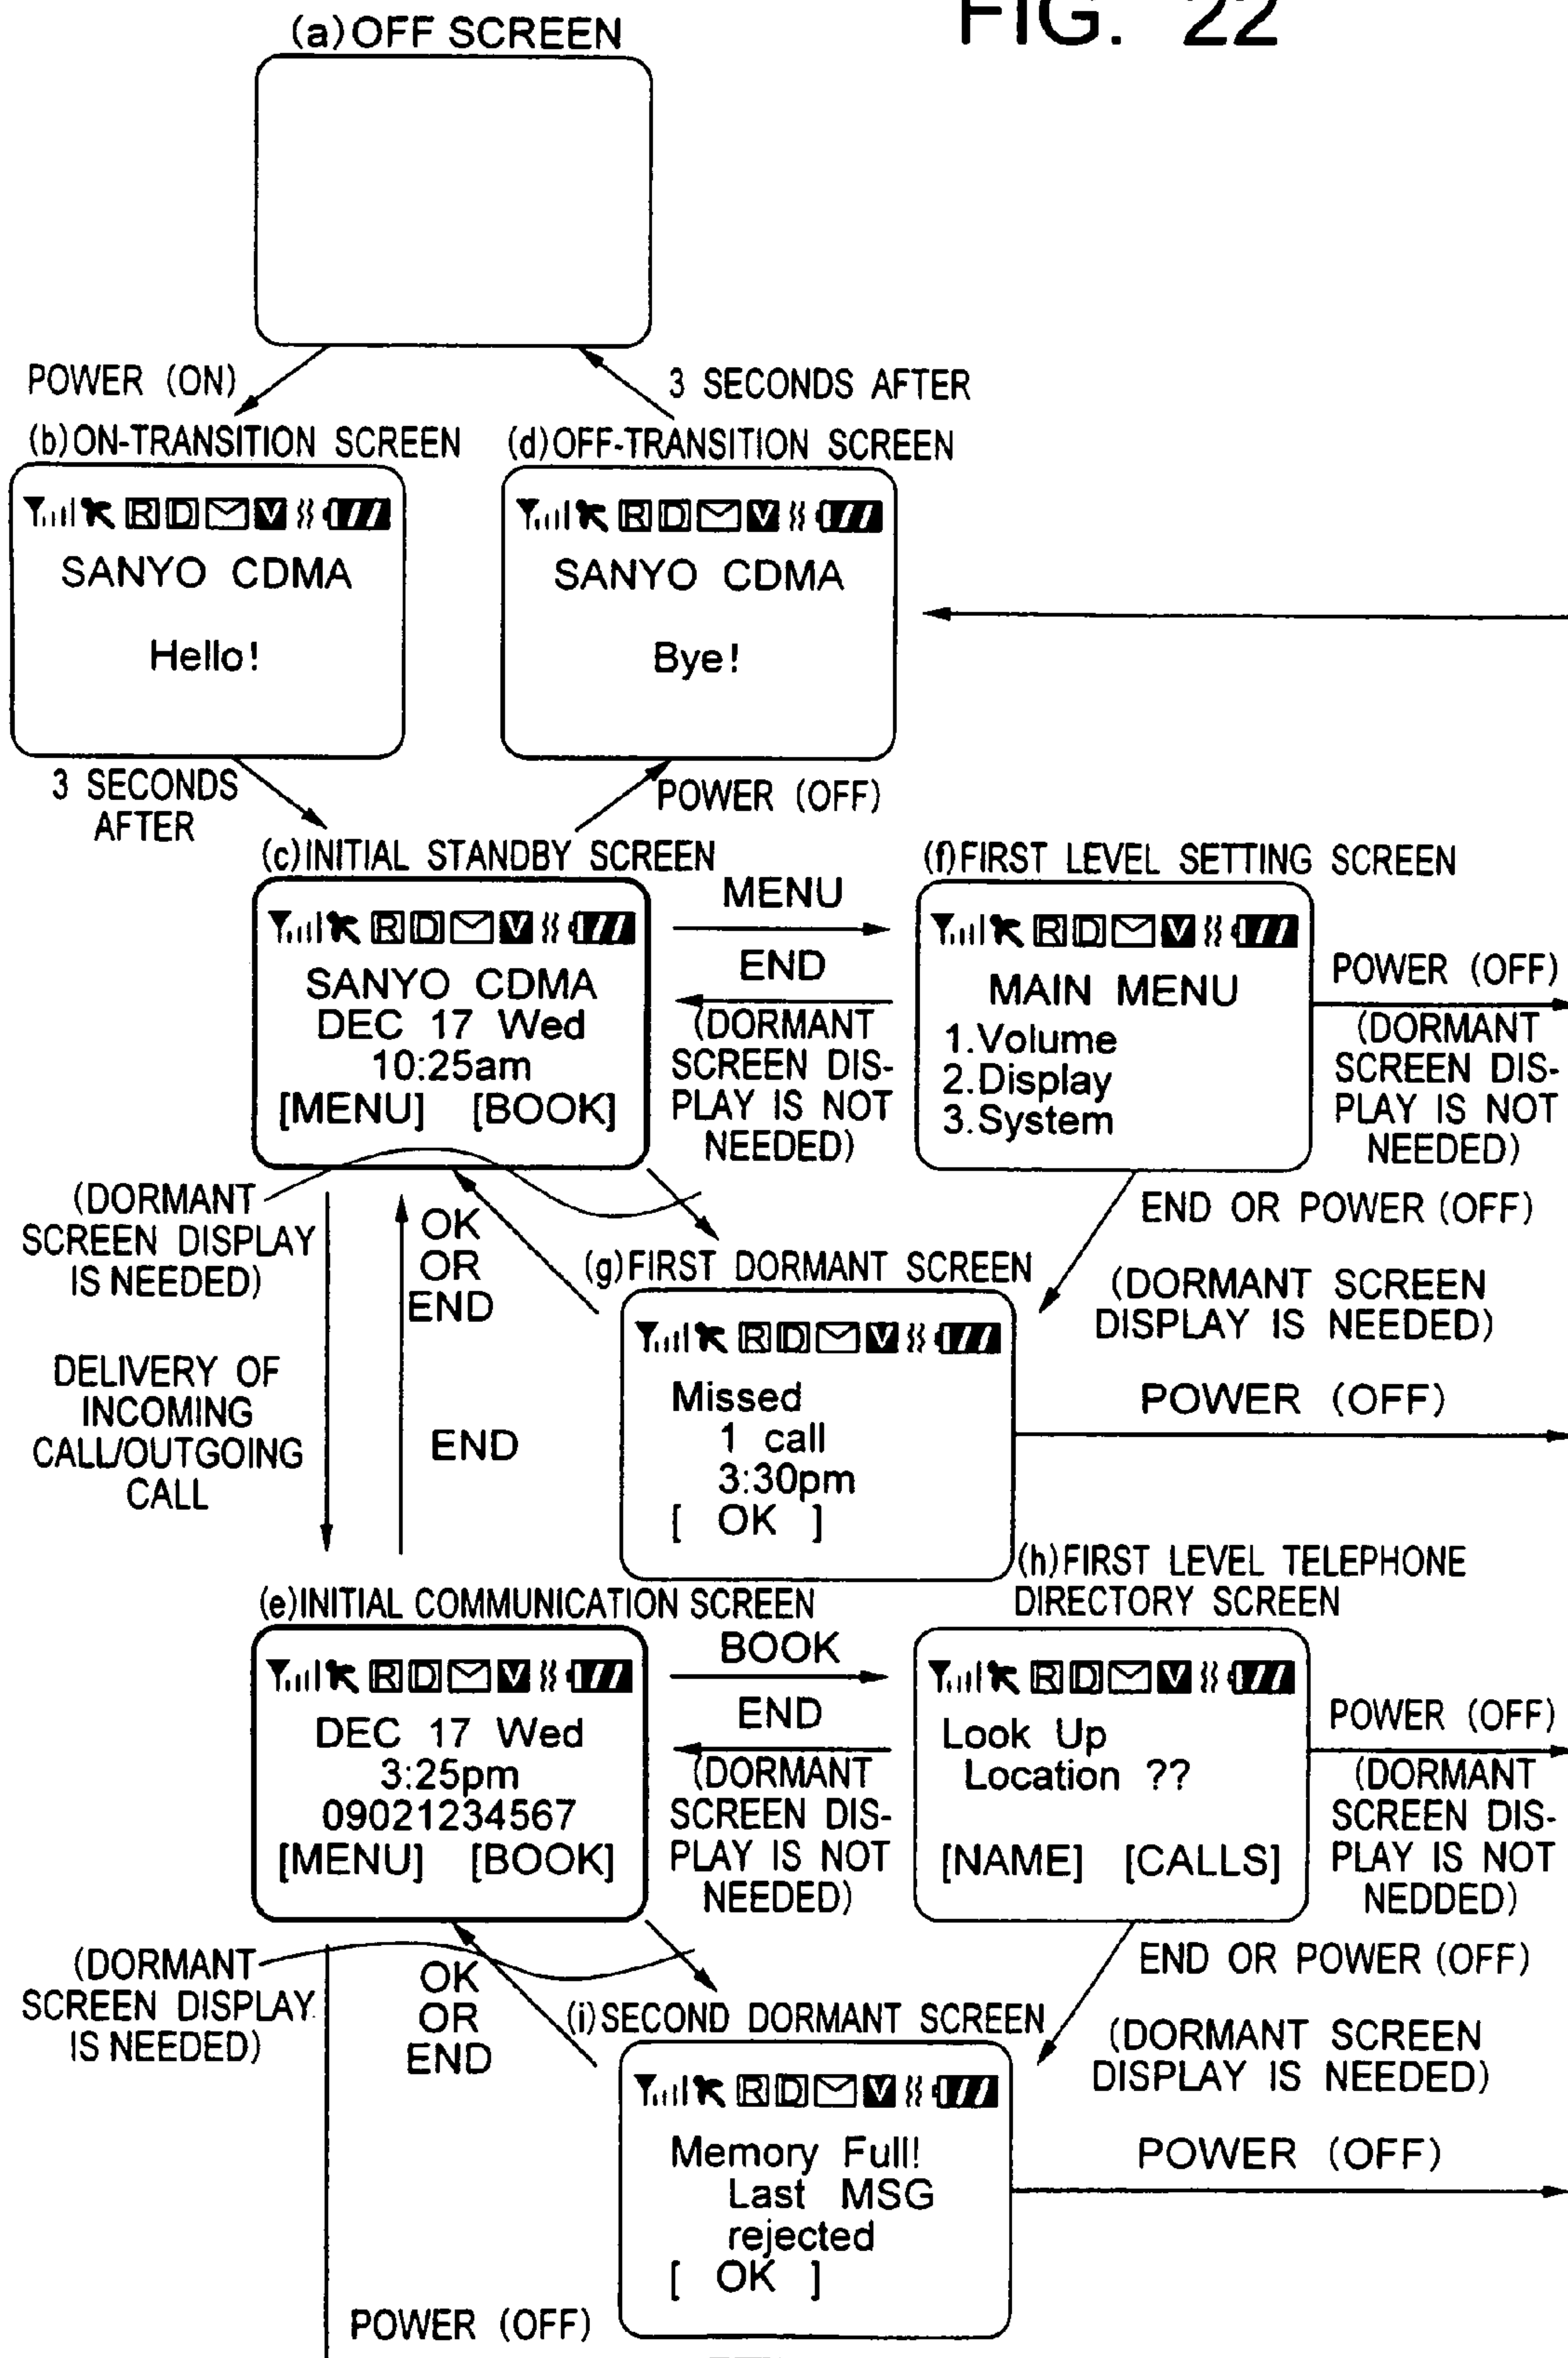 FIG. 22
(a)OFF SCREEN
POWER (ON)
3 SECONDS AFTER
(b)ON-TRANSITION SCREEN
R D V
SANYO CDMA
Hello!
(d)OFF-TRANSITION SCREEN
R D V
SANYO CDMA
Bye!
3 SECONDS
AFTER
POWER (OFF)
(c)INITIAL STANDBY SCREEN
R D V
SANYO CDMA
DEC 17 Wed
10:25am
[MENU] [BOOK]
MENU
END
(DORMANT
SCREEN DIS-
PLAY IS NOT
NEEDED)
(f)FIRST LEVEL SETTING SCREEN
R D V
MAIN MENU
1.Volume
2.Display
3.System
POWER (OFF)
(DORMANT
SCREEN DIS-
PLAY IS NOT
NEEDED)
(DORMANT
SCREEN DISPLAY
IS NEEDED)
OK
OR
END
END OR POWER (OFF)
(DORMANT SCREEN
DISPLAY IS NEEDED)
(g)FIRST DORMANT SCREEN
R D V
Missed
1 call
3:30pm
[ OK ]
POWER (OFF)
DELIVERY OF
INCOMING
CALL/OUTGOING
CALL
END
(e)INITIAL COMMUNICATION SCREEN
R D V
DEC 17 Wed
3:25pm
09021234567
[MENU] [BOOK]
BOOK
END
(DORMANT
SCREEN DIS-
PLAY IS NOT
NEEDED)
(h)FIRST LEVEL TELEPHONE
DIRECTORY SCREEN
R D V
Look Up
Location ??
[NAME] [CALLS]
POWER (OFF)
(DORMANT
SCREEN DIS-
PLAY IS NOT
NEDDED)
(DORMANT
SCREEN DISPLAY
IS NEEDED)
OK
OR
END
END OR POWER (OFF)
(DORMANT SCREEN
DISPLAY IS NEEDED)
(i)SECOND DORMANT SCREEN
R D V
Memory Full!
Last MSG
rejected
[ OK ]
POWER (OFF)
POWER (OFF)